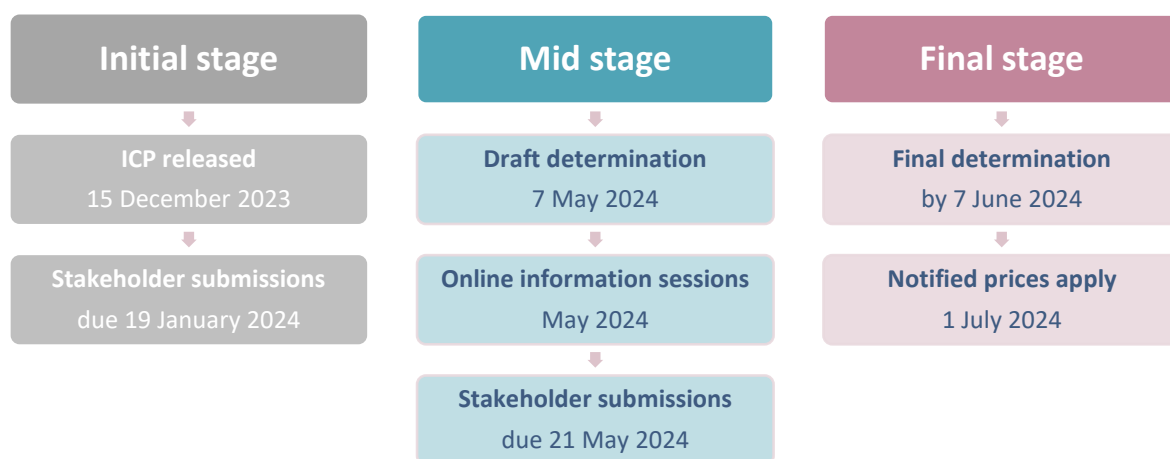 Initial stage
ICP released
15 December 2023
Stakeholder submissions
due 19 January 2024
Mid stage
Draft determination
7 May 2024
Online information sessions
May 2024
Stakeholder submissions
due 21 May 2024
Final stage
Final determination
by 7 June 2024
Notified prices apply
1 July 2024